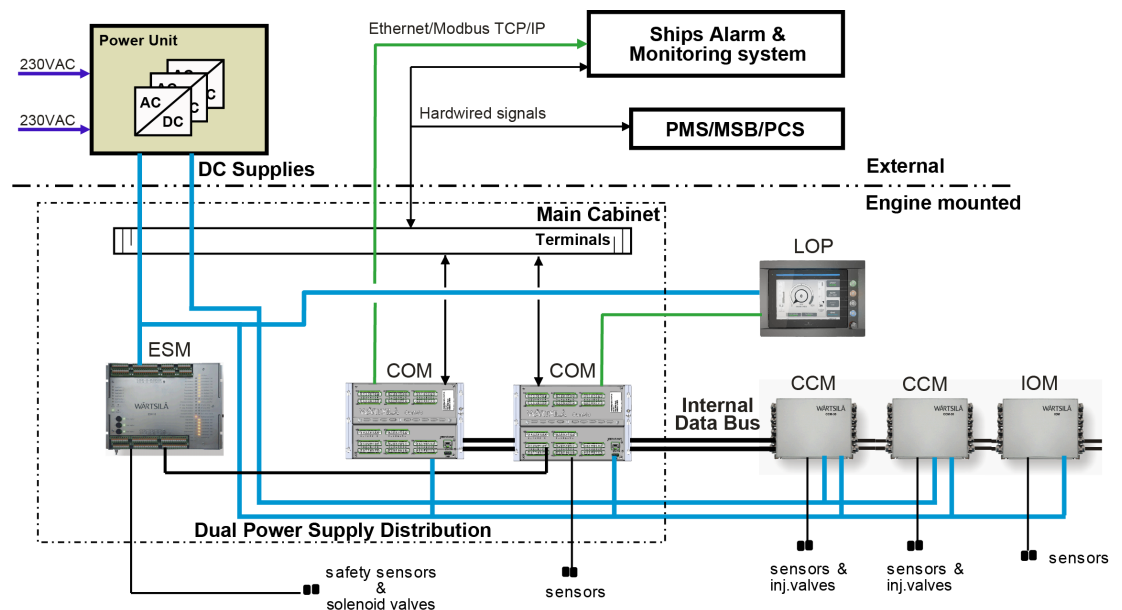 Ethernet/Modbus TCP/IP
Power Unit
Ships Alarm &
Monitoring system
230VAC
AC
C
AC
C
AC
DC
230VAC
Hardwired signals
PMS/MSB/PCS
DC Supplies
External
Engine mounted
Main Cabinet
Terminals
LOP
ESM
COM
COM
CCM
CCM
IOM
WÄRTSILÄ
WÄRTSILÄ
WÄRTSILÄ
WÄRTSILÄ
WÄRTSILÄ
WÄRTSILÄ
Internal
Data Bus
Dual Power Supply Distribution
safety sensors
&
solenoid valves
sensors
sensors &
inj.valves
sensors &
inj.valves
sensors